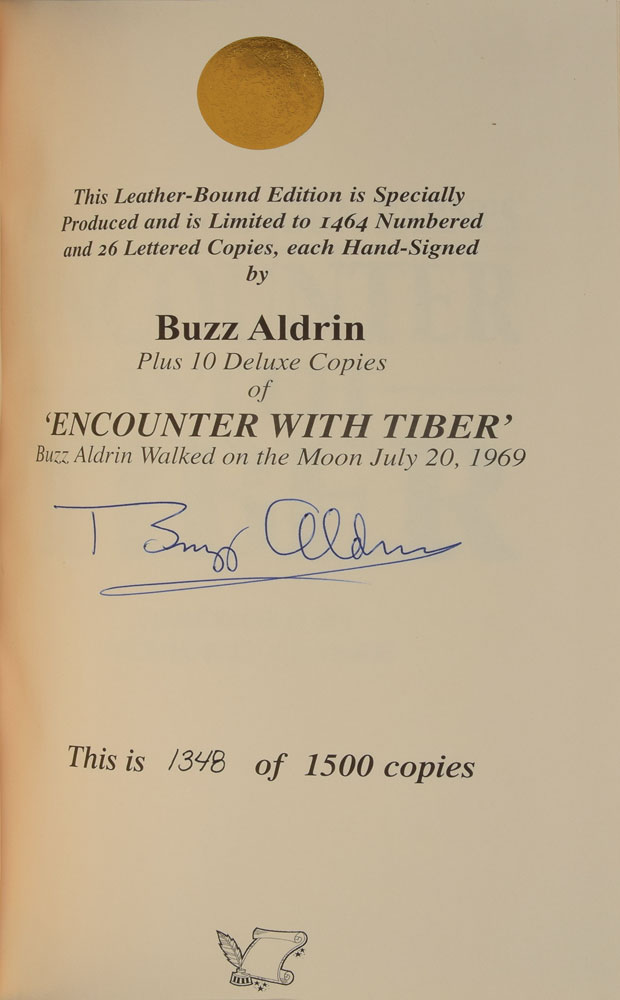 This Leather-Bound Edition is Specially
Produced and is Limited to 1464 Numbered
and 26 Lettered Copies, each Hand-Signed
by
Buzz Aldrin
Plus 10 Deluxe Copies
of
‘ENCOUNTER WITH TIBER’
Buzz Aldrin Walked on the Moon July 20, 1969
Buzz Aldrin
This is 1348 of 1500 copies